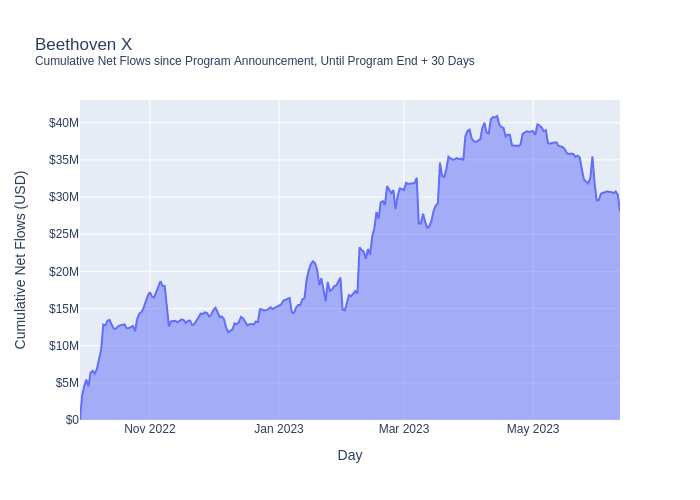 Beethoven X
Cumulative Net Flows since Program Announcement, Until Program End + 30 Days
Cumulative Net Flows (USD)
$40M
$35M
$30M
$25M
$20M
$15M
$10M
$5M
$0
Nov 2022
Jan 2023
Mar 2023
May 2023
Day